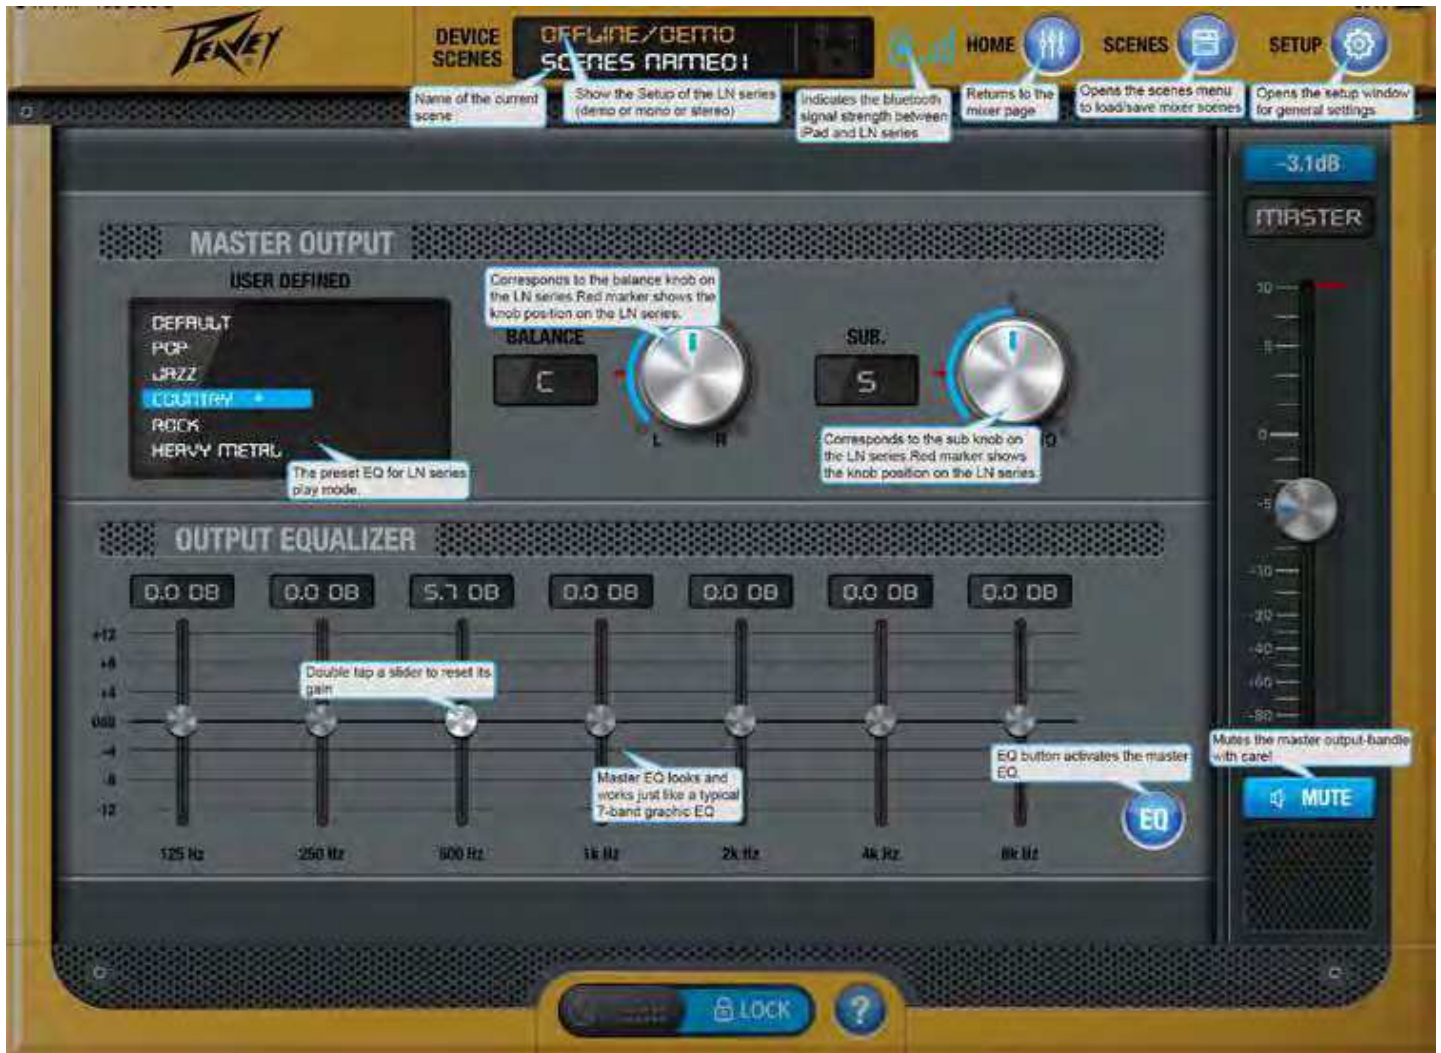 PEAVEY
DEVICE
SCENES
OFFLINE/DEMO
SCENES NAME01
HOME
SCENES
SETUP
Name of the current
scene
Show the Setup of the LN series
(demo or mono or stereo)
Indicates the bluetooth
signal strength between
iPad and LN series
Returns to the
mixer page
Opens the scenes menu
to load/save mixer scenes
Opens the setup window
for general settings
-3.1dB
MASTER
MASTER OUTPUT
USER DEFINED
DEFAULT
POP
JAZZ
COUNTRY *
ROCK
HEAVY METAL
The preset EQ for LN series
play mode.
Corresponds to the balance knob on
the LN series.Red marker shows the
knob position on the LN series.
BALANCE
C
L R
SUB.
S
Corresponds to the sub knob on
the LN series.Red marker shows
the knob position on the LN series
10
5
0
-5
-10
-20
-40
-60
-80
OUTPUT EQUALIZER
0.0 DB 0.0 DB 5.7 DB 0.0 DB 0.0 DB 0.0 DB 0.0 DB
+12
+8
+4
0dB
-4
-8
-12
Double tap a slider to reset its
gain
Master EQ looks and
works just like a typical
7-band graphic EQ
EQ button activates the master
EQ.
EQ
Mutes the master output-handle
with care!
MUTE
125 Hz 250 Hz 500 Hz 1k Hz 2k Hz 4k Hz 8k Hz
LOCK
?